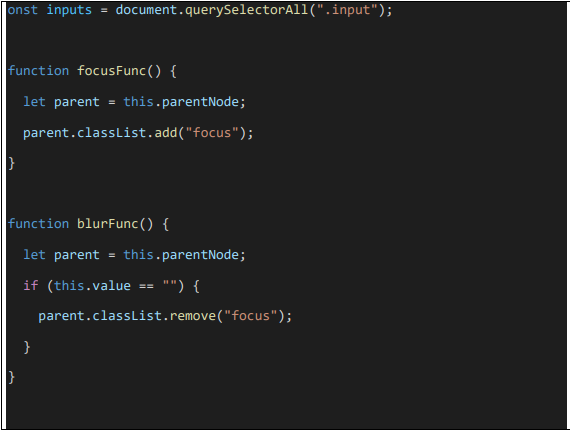 onst inputs = document.querySelectorAll(".input");
function focusFunc() {
let parent = this.parentNode;
parent.classList.add("focus");
}
function blurFunc() {
let parent = this.parentNode;
if (this.value == "") {
parent.classList.remove("focus");
}
}